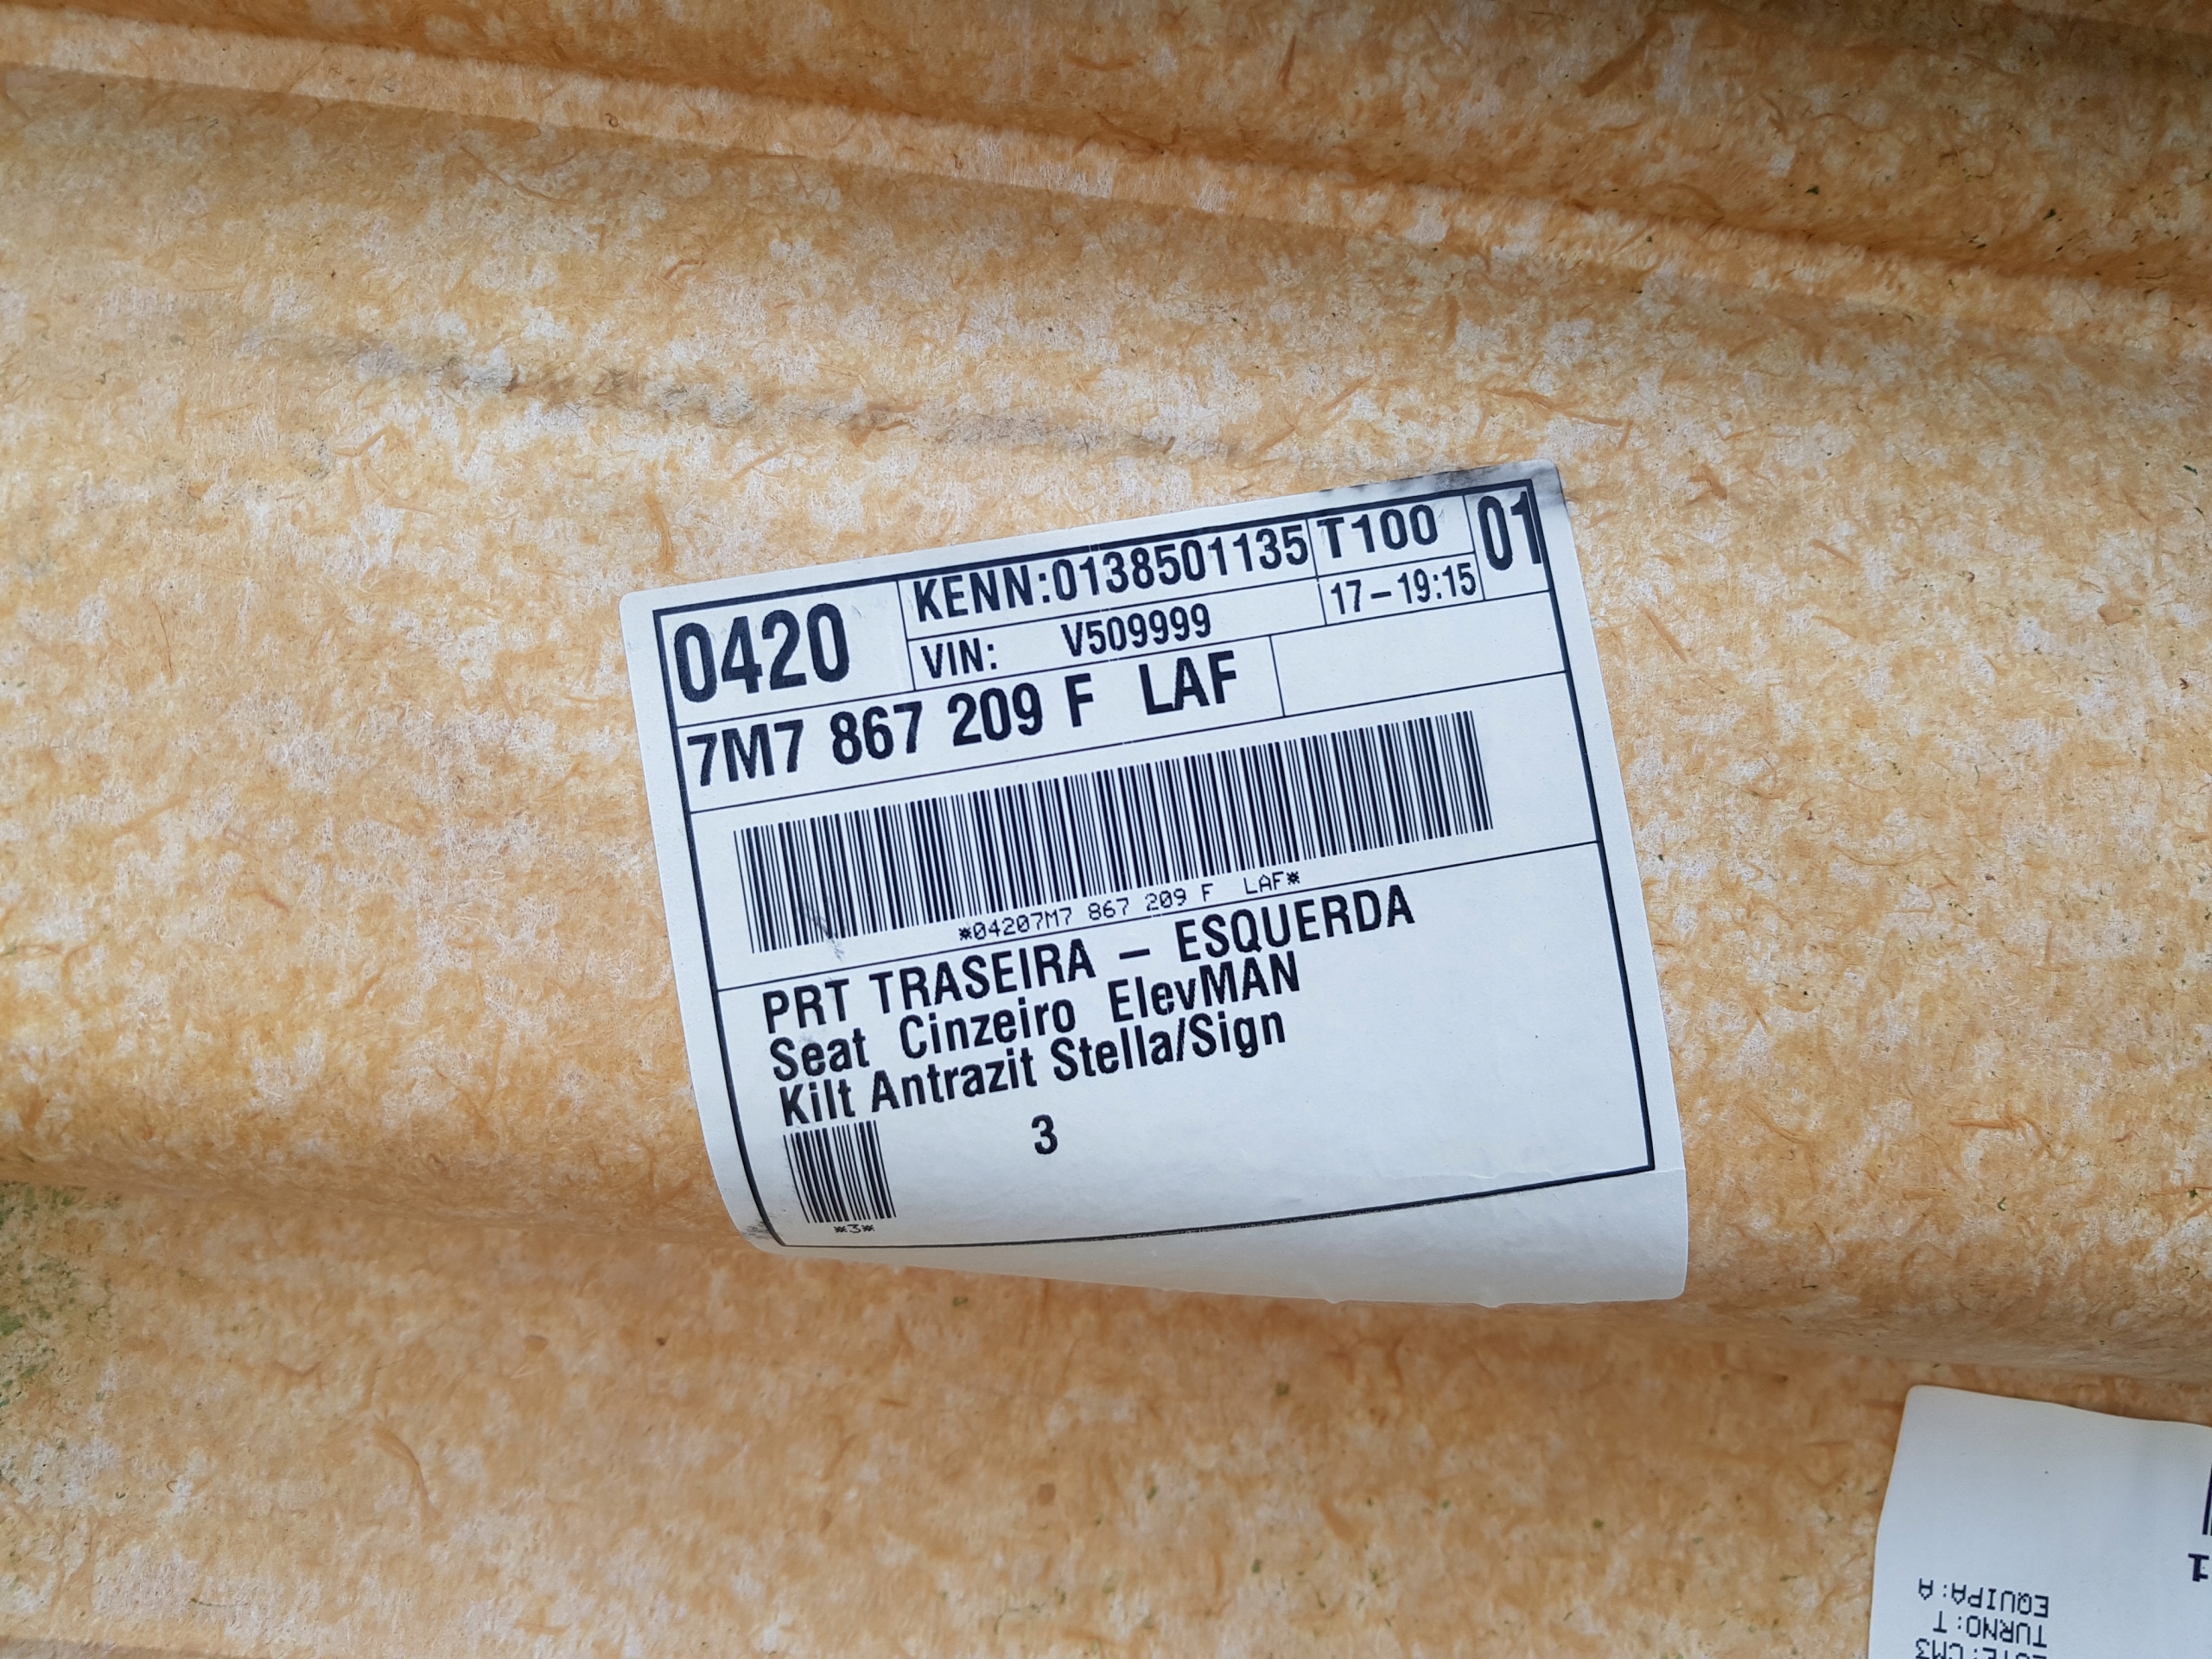 0420
KENN:0138501135
T100
01
VIN: V509999
17-19:15
7M7 867 209 F LAF
*04207M7 867 209 F LAF*
PRT TRASEIRA - ESQUERDA
Seat Cinzeiro ElevMAN
Kilt Antrazit Stella/Sign
3
*3*
1
EQUIPA:A
TURNO:T